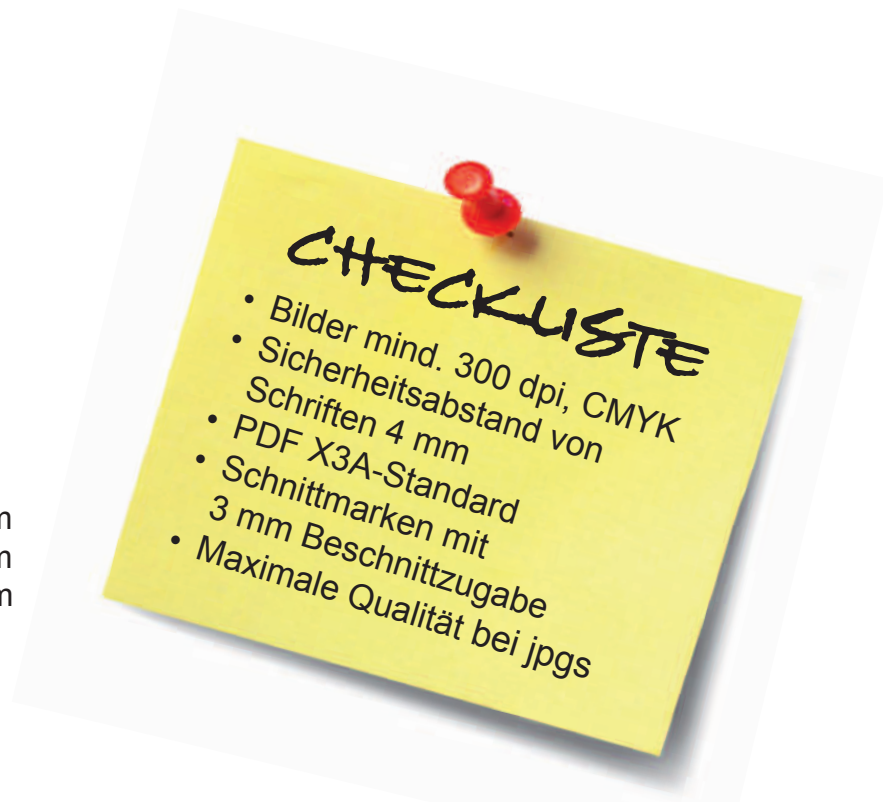 CHECKLISTE
• Bilder mind. 300 dpi, CMYK
• Sicherheitsabstand von
Schriften 4 mm
• PDF X3A-Standard
• Schnittmarken mit
3 mm Beschnittzugabe
• Maximale Qualität bei jpgs